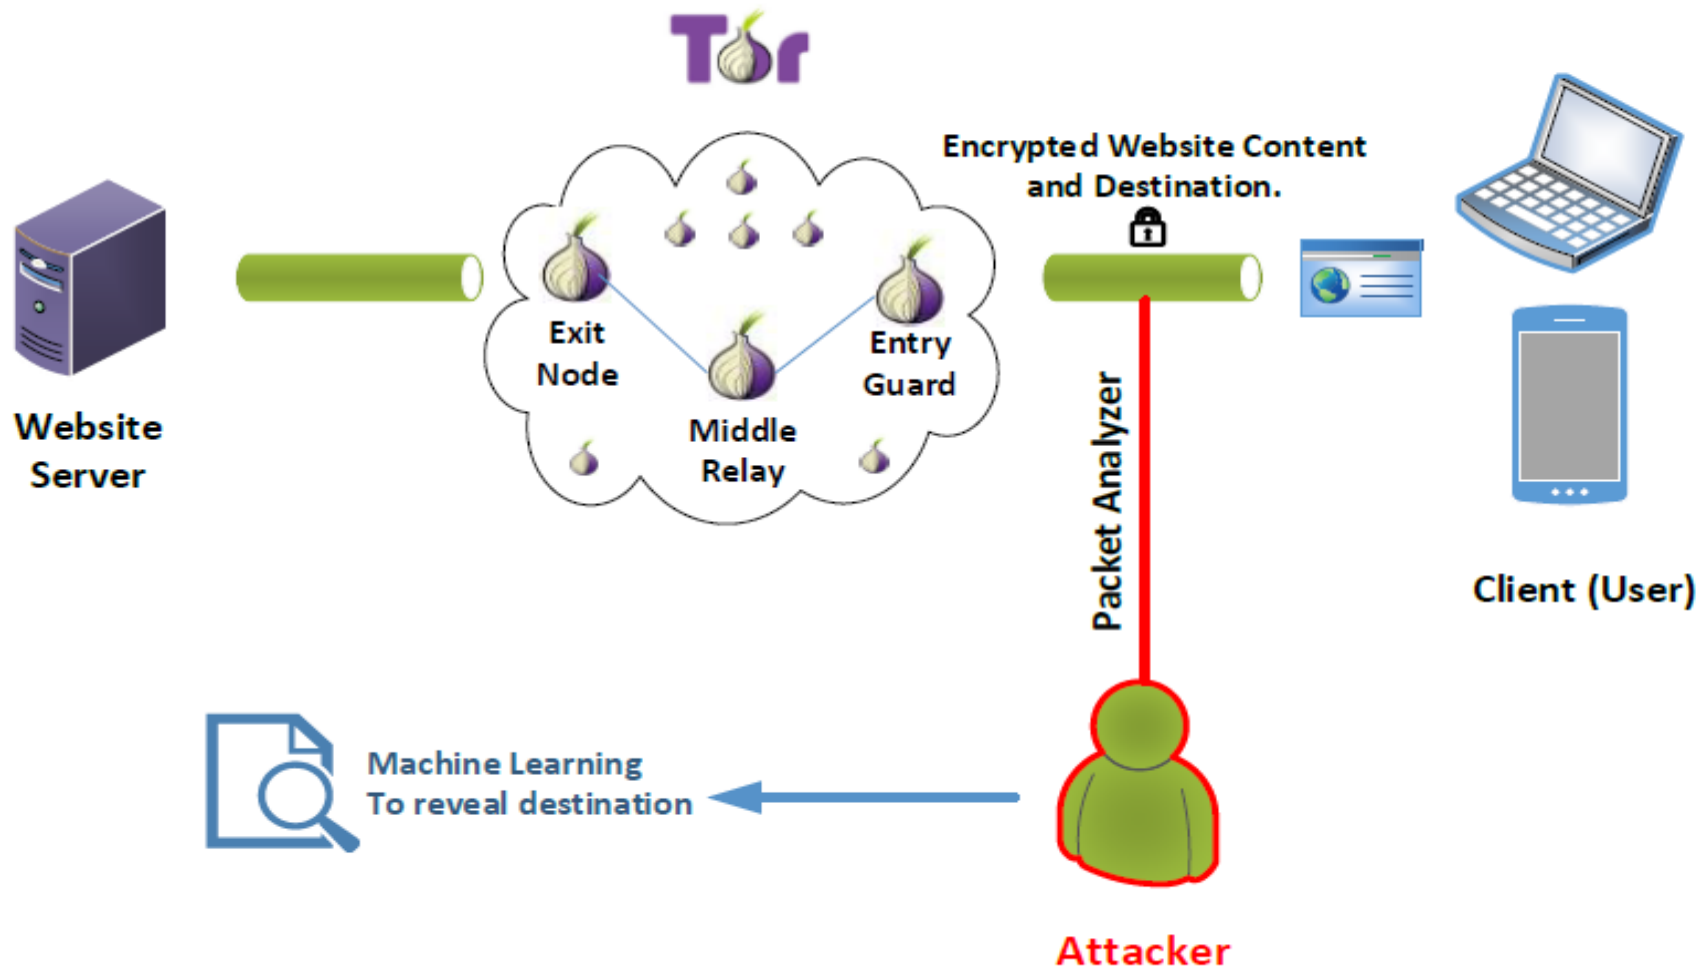 Tor
Encrypted Website Content
and Destination.
Exit
Node
Entry
Guard
Middle
Relay
Website
Server
Packet Analyzer
Client (User)
Machine Learning
To reveal destination
Attacker